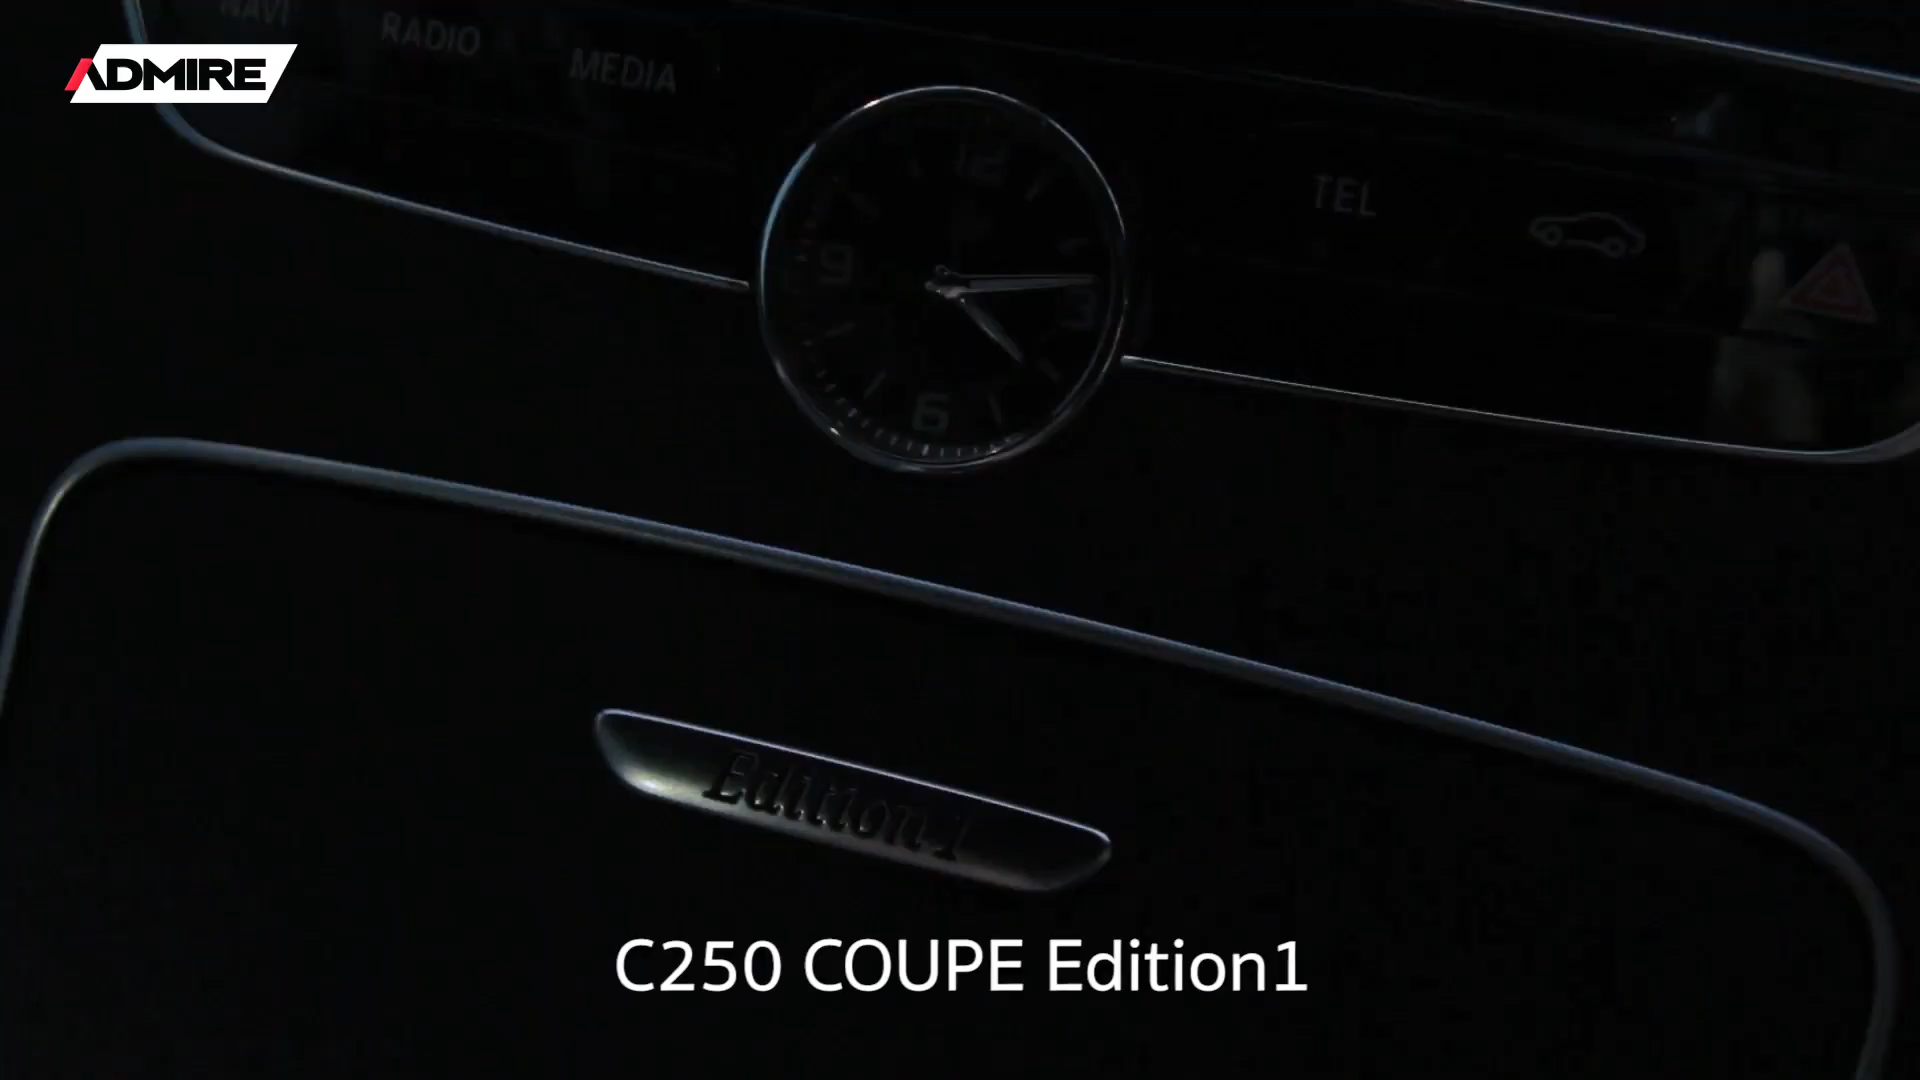 NAVI
RADIO
MEDIA
ADMIRE
12
TEL
9
3
6
Edition 1
C250 COUPE Edition1